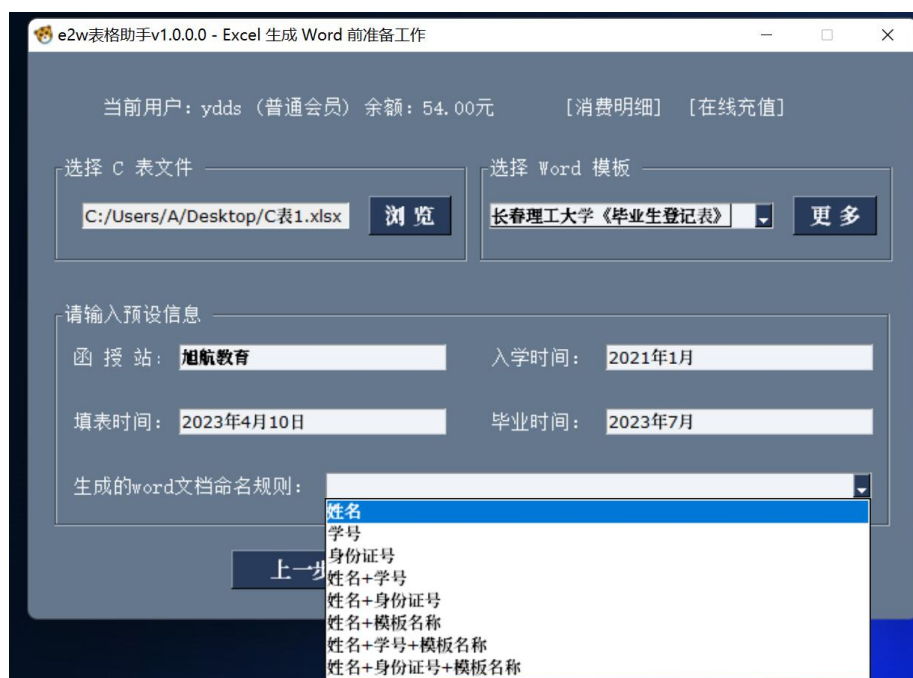 e2w表格助手v1.0.0.0 - Excel 生成 Word 前准备工作
当前用户：ydds （普通会员） 余额：54.00元 [消费明细] [在线充值]
选择 C 表文件
选择 Word 模板
C:/Users/A/Desktop/C表1.xlsx 浏 览
长春理工大学《毕业生登记表》 更 多
请输入预设信息
函 授 站： 旭航教育 入学时间： 2021年1月
填表时间： 2023年4月10日 毕业时间： 2023年7月
生成的word文档命名规则：
姓名
学号
身份证号
上一步
姓名+学号
姓名+身份证号
姓名+模板名称
姓名+学号+模板名称
姓名+身份证号+模板名称